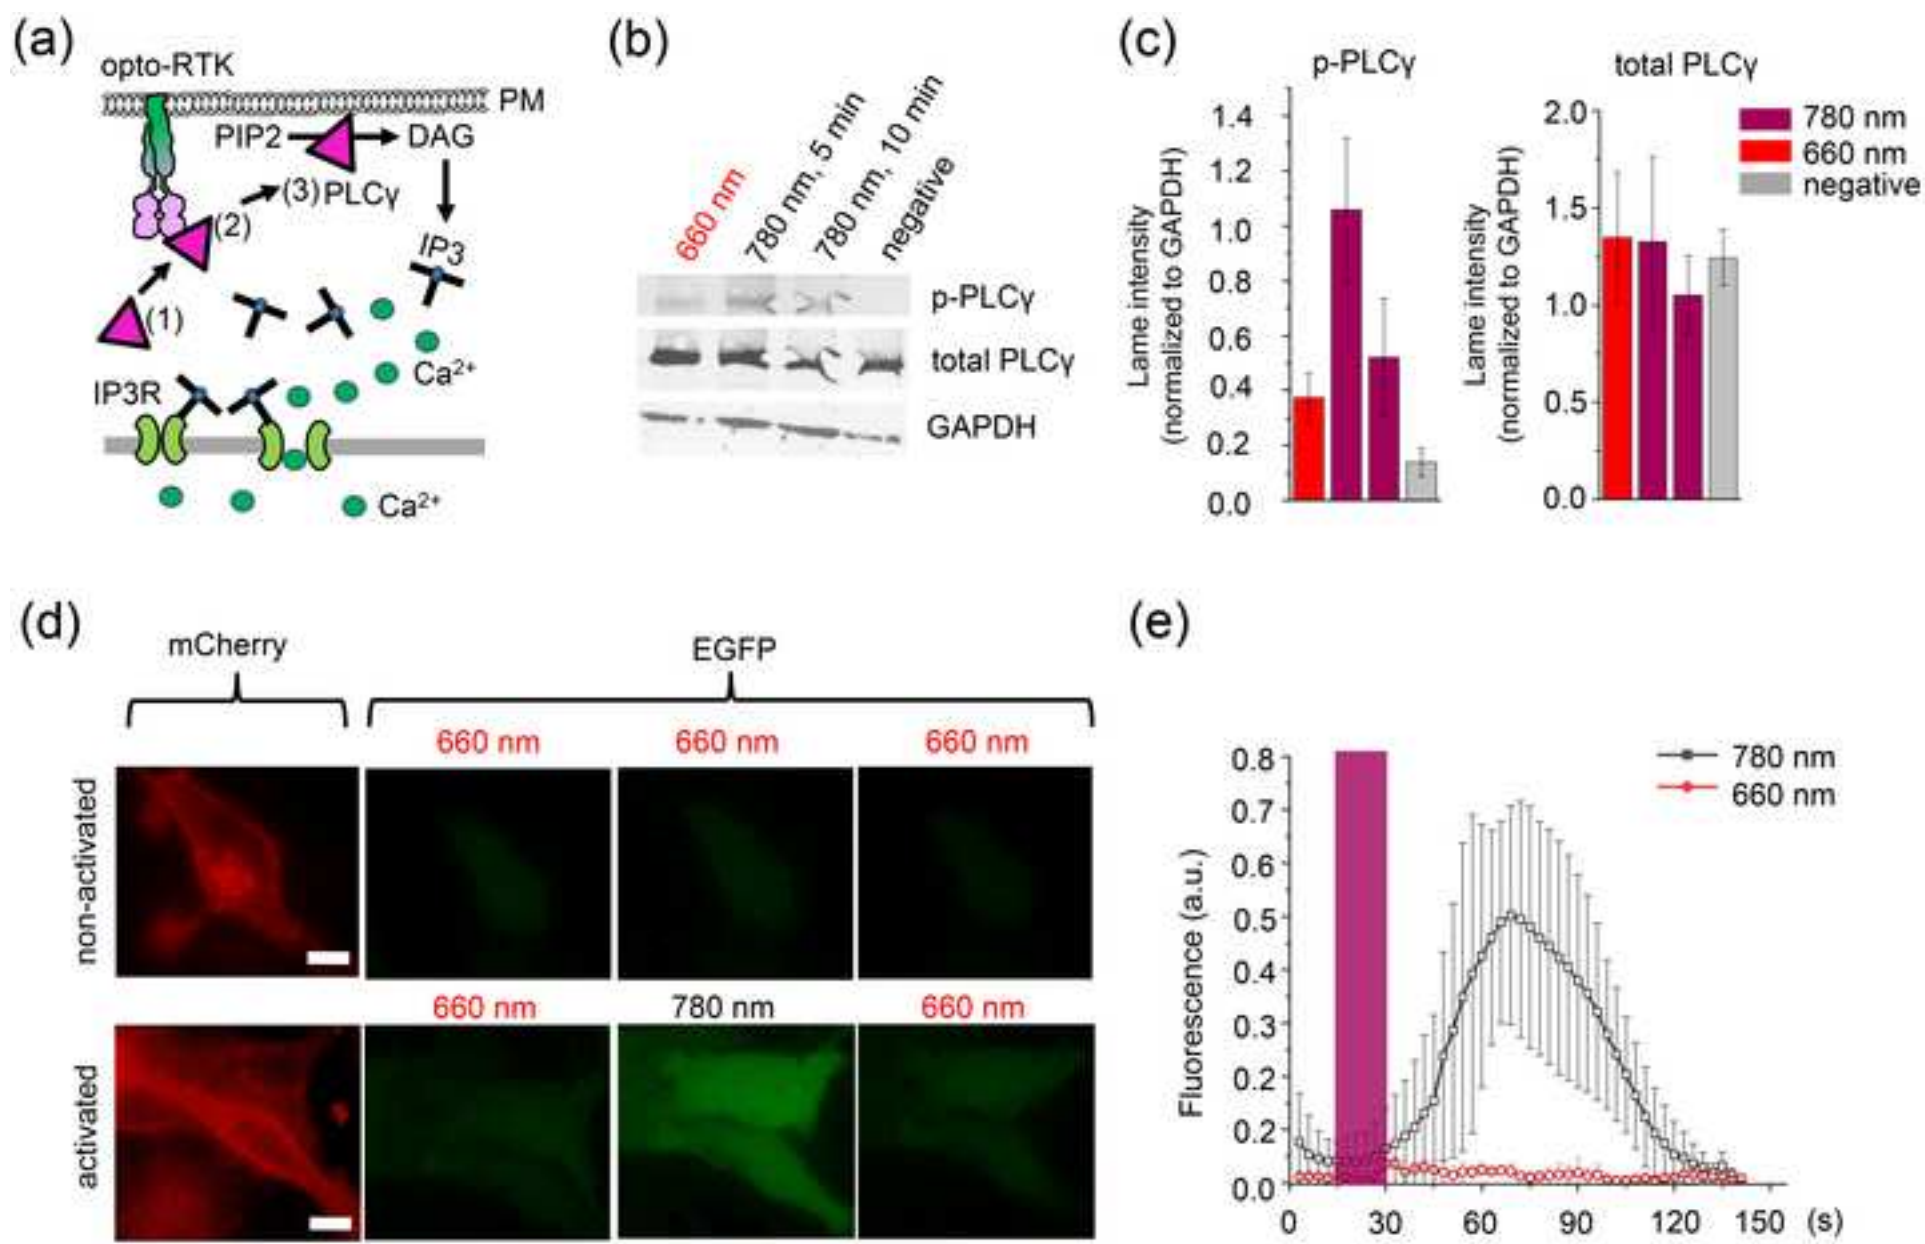 (a)
opto-RTK
PM
PIP2
DAG
(3) PLCγ
(2)
IP3
(1)
Ca2+
IP3R
Ca2+
(b)
660 nm
780 nm, 5 min
780 nm, 10 min
negative
p-PLCγ
total PLCγ
GAPDH
(c)
p-PLCγ
Lame intensity
(normalized to GAPDH)
1.4
1.2
1.0
0.8
0.6
0.4
0.2
0.0
total PLCγ
Lame intensity
(normalized to GAPDH)
2.0
1.5
1.0
0.5
0.0
780 nm
660 nm
negative
(d)
mCherry
EGFP
660 nm
660 nm
660 nm
non-activated
660 nm
780 nm
660 nm
activated
(e)
Fluorescence (a.u.)
0.8
0.7
0.6
0.5
0.4
0.3
0.2
0.2
0.0
780 nm
660 nm
0
30
60
90
120
150
(s)